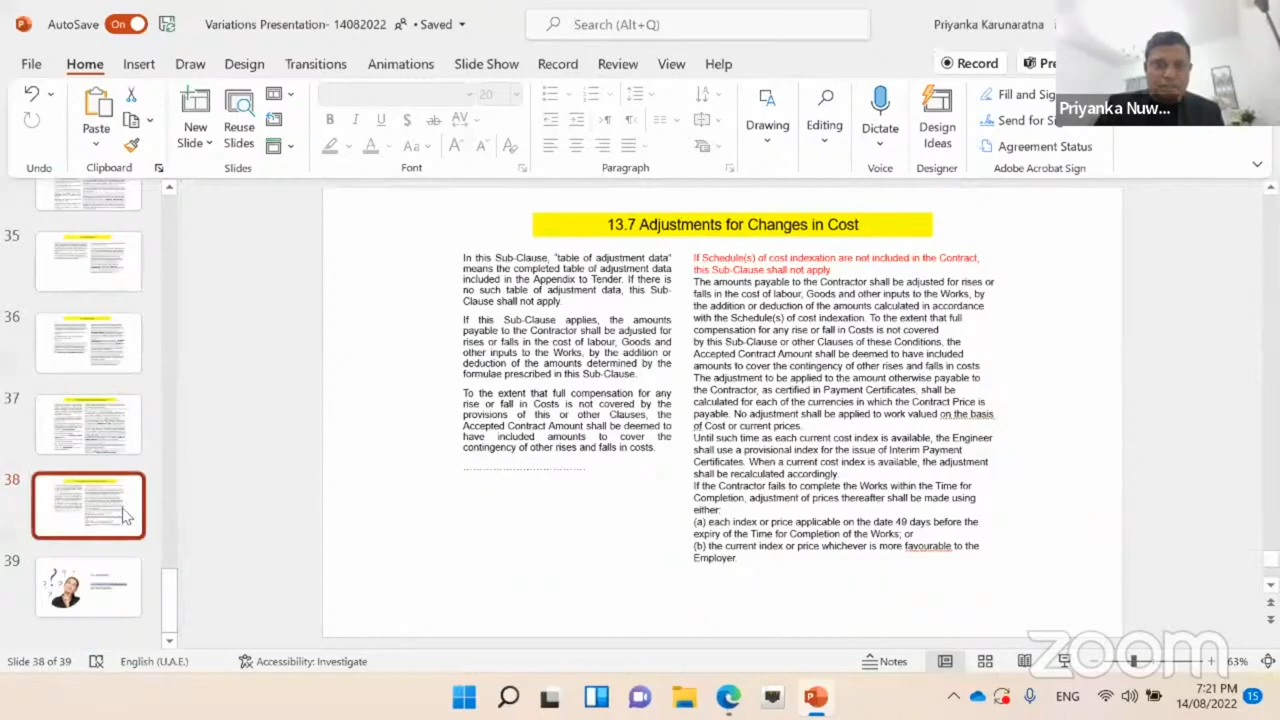 AutoSave On Variations Presentation- 14082022 • Saved Search (Alt+Q) Priyanka Karunaratna
File Home Insert Draw Design Transitions Animations Slide Show Record Review View Help Record
Priyanka Nuw...
20
Paste New Slide Reuse Slides B I U Aa A Drawing Editing Dictate Design Ideas
Fill and Sig
Send for Si
Agreement Status
Undo Clipboard Slides Font Paragraph Voice Designer Adobe Acrobat Sign
35
36
37
38
39
13.7 Adjustments for Changes in Cost
In this Sub-Clause, "table of adjustment data"
means the completed table of adjustment data
included in the Appendix to Tender. If there is
no such table of adjustment data, this Sub-
Clause shall not apply.
If this Sub-Clause applies, the amounts
payable to the Contractor shall be adjusted for
rises or falls in the cost of labour, Goods and
other inputs to the Works, by the addition or
deduction of the amounts determined by the
formulae prescribed in this Sub-Clause.
To the extent that full compensation for any
rise or fall in Costs is not covered by the
provisions of this or other Clauses, the
Accepted Contract Amount shall be deemed to
have included amounts to cover the
contingency of other rises and falls in costs.
If Schedule(s) of cost indexation are not included in the Contract,
this Sub-Clause shall not apply
The amounts payable to the Contractor shall be adjusted for rises or
falls in the cost of labour, Goods and other inputs to the Works, by
the addition or deduction of the amounts calculated in accordance
with the Schedule(s) of cost indexation. To the extent that full
compensation for any rise or fall in Costs is not covered
by this Sub-Clause or other Clauses of these Conditions, the
Accepted Contract Amount shall be deemed to have included
amounts to cover the contingency of other rises and falls in costs
The adjustment to be applied to the amount otherwise payable to
the Contractor, as certified in Payment Certificates, shall be
calculated for each of the currencies in which the Contract Price is
payable. No adjustment shall be applied to work valued on the basis
of Cost or current prices.
Until such time as each current cost index is available, the Engineer
shall use a provisional index for the issue of Interim Payment
Certificates. When a current cost index is available, the adjustment
shall be recalculated accordingly.
If the Contractor fails to complete the Works within the Time for
Completion, adjustment of prices thereafter shall be made using
either:
(a) each index or price applicable on the date 49 days before the
expiry of the Time for Completion of the Works; or
(b) the current index or price whichever is more favourable to the
Employer.
zoom
Slide 38 of 39 English (U.A.E.) Accessibility: Investigate Notes 63%
ENG 7:21 PM
14/08/2022 15